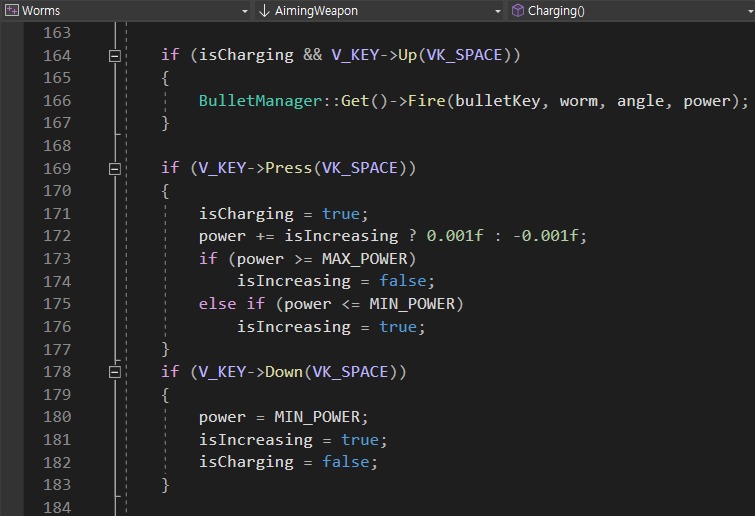 Worms AimingWeapon Charging()
163
164 if (isCharging && V_KEY->Up(VK_SPACE))
165 {
166 BulletManager::Get()->Fire(bulletKey, worm, angle, power);
167 }
168
169 if (V_KEY->Press(VK_SPACE))
170 {
171 isCharging = true;
172 power += isIncreasing ? 0.001f : -0.001f;
173 if (power >= MAX_POWER)
174 isIncreasing = false;
175 else if (power <= MIN_POWER)
176 isIncreasing = true;
177 }
178 if (V_KEY->Down(VK_SPACE))
179 {
180 power = MIN_POWER;
181 isIncreasing = true;
182 isCharging = false;
183 }
184